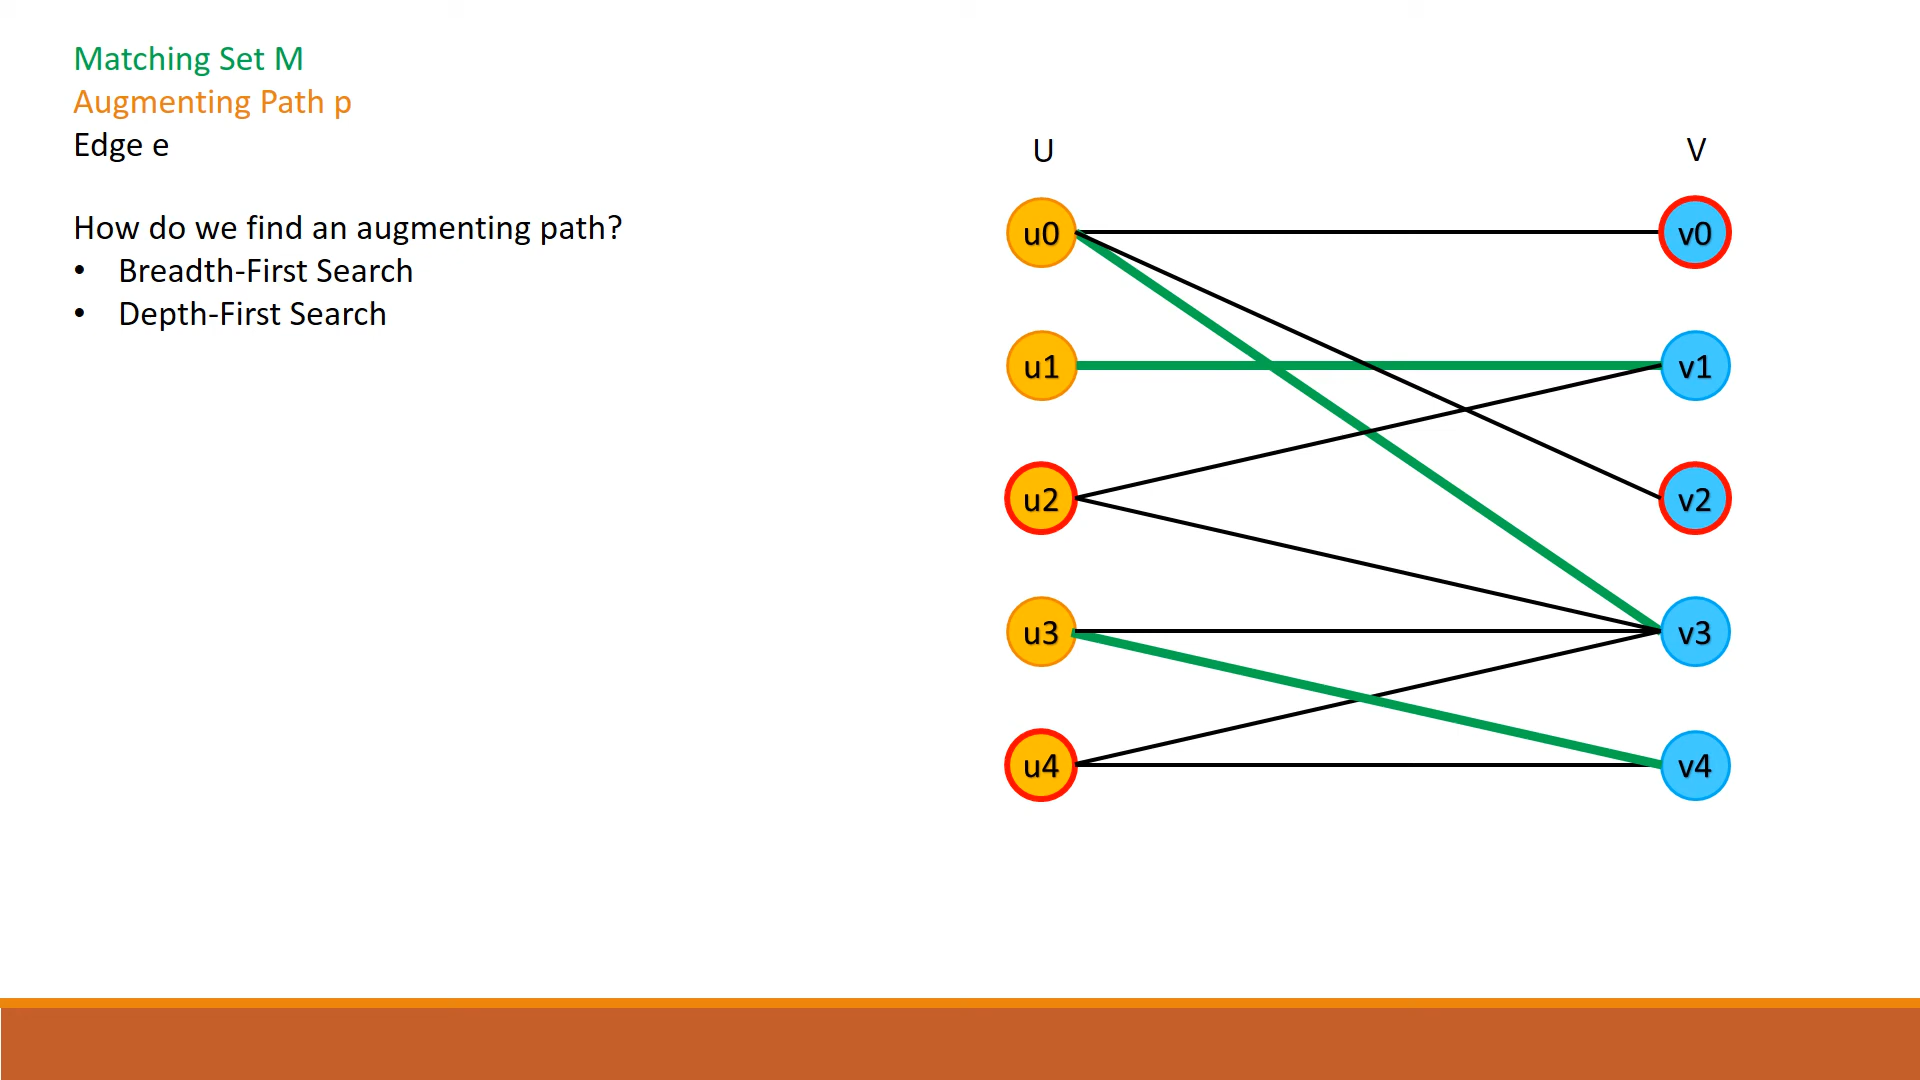 Matching Set M
Augmenting Path p
Edge e
How do we find an augmenting path?
• Breadth-First Search
• Depth-First Search
U V
u0 v0
u1 v1
u2 v2
u3 v3
u4 v4